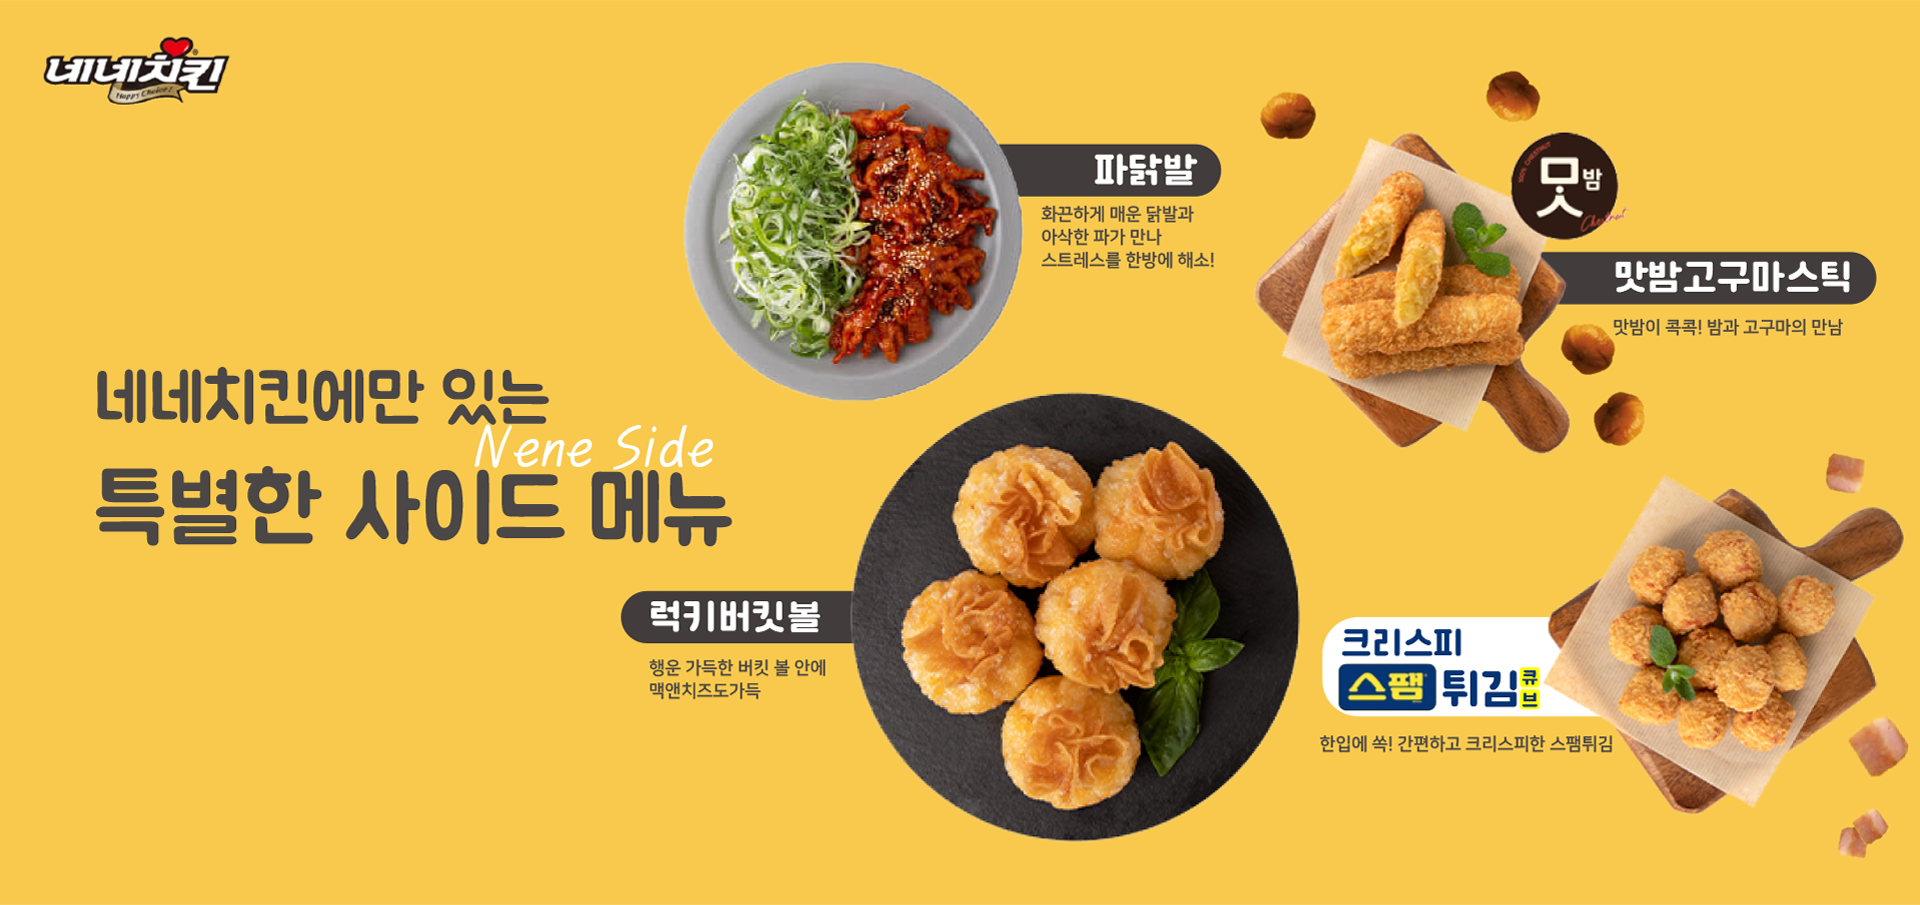 네네치킨
Happy Choice!
네네치킨에만 있는
Nene Side
특별한 사이드 메뉴
파닭발
화끈하게 매운 닭발과
아삭한 파가 만나
스트레스를 한방에 해소!
100% CHESTNUT
맛밤
Chestnut
맛밤고구마스틱
맛밤이 콕콕! 밤과 고구마의 만남
럭키버킷볼
행운 가득한 버킷 볼 안에
맥앤치즈도가득
크리스피
스팸 튀김 큐브
한입에 쏙! 간편하고 크리스피한 스팸튀김